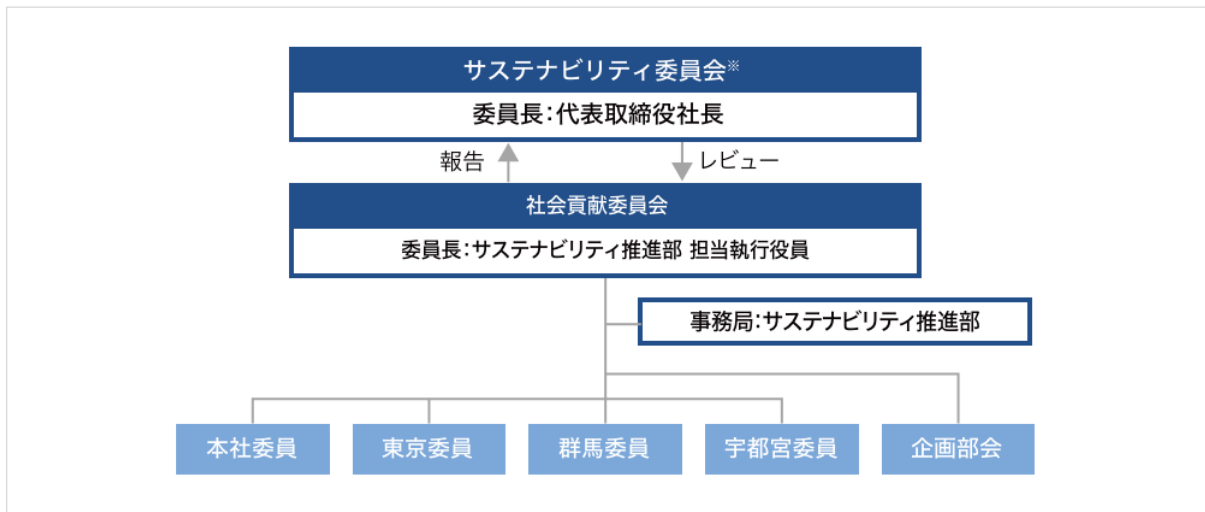 サステナビリティ委員会※
委員長：代表取締役社長
報告
レビュー
社会貢献委員会
委員長：サステナビリティ推進部 担当執行役員
事務局：サステナビリティ推進部
本社委員
東京委員
群馬委員
宇都宮委員
企画部会